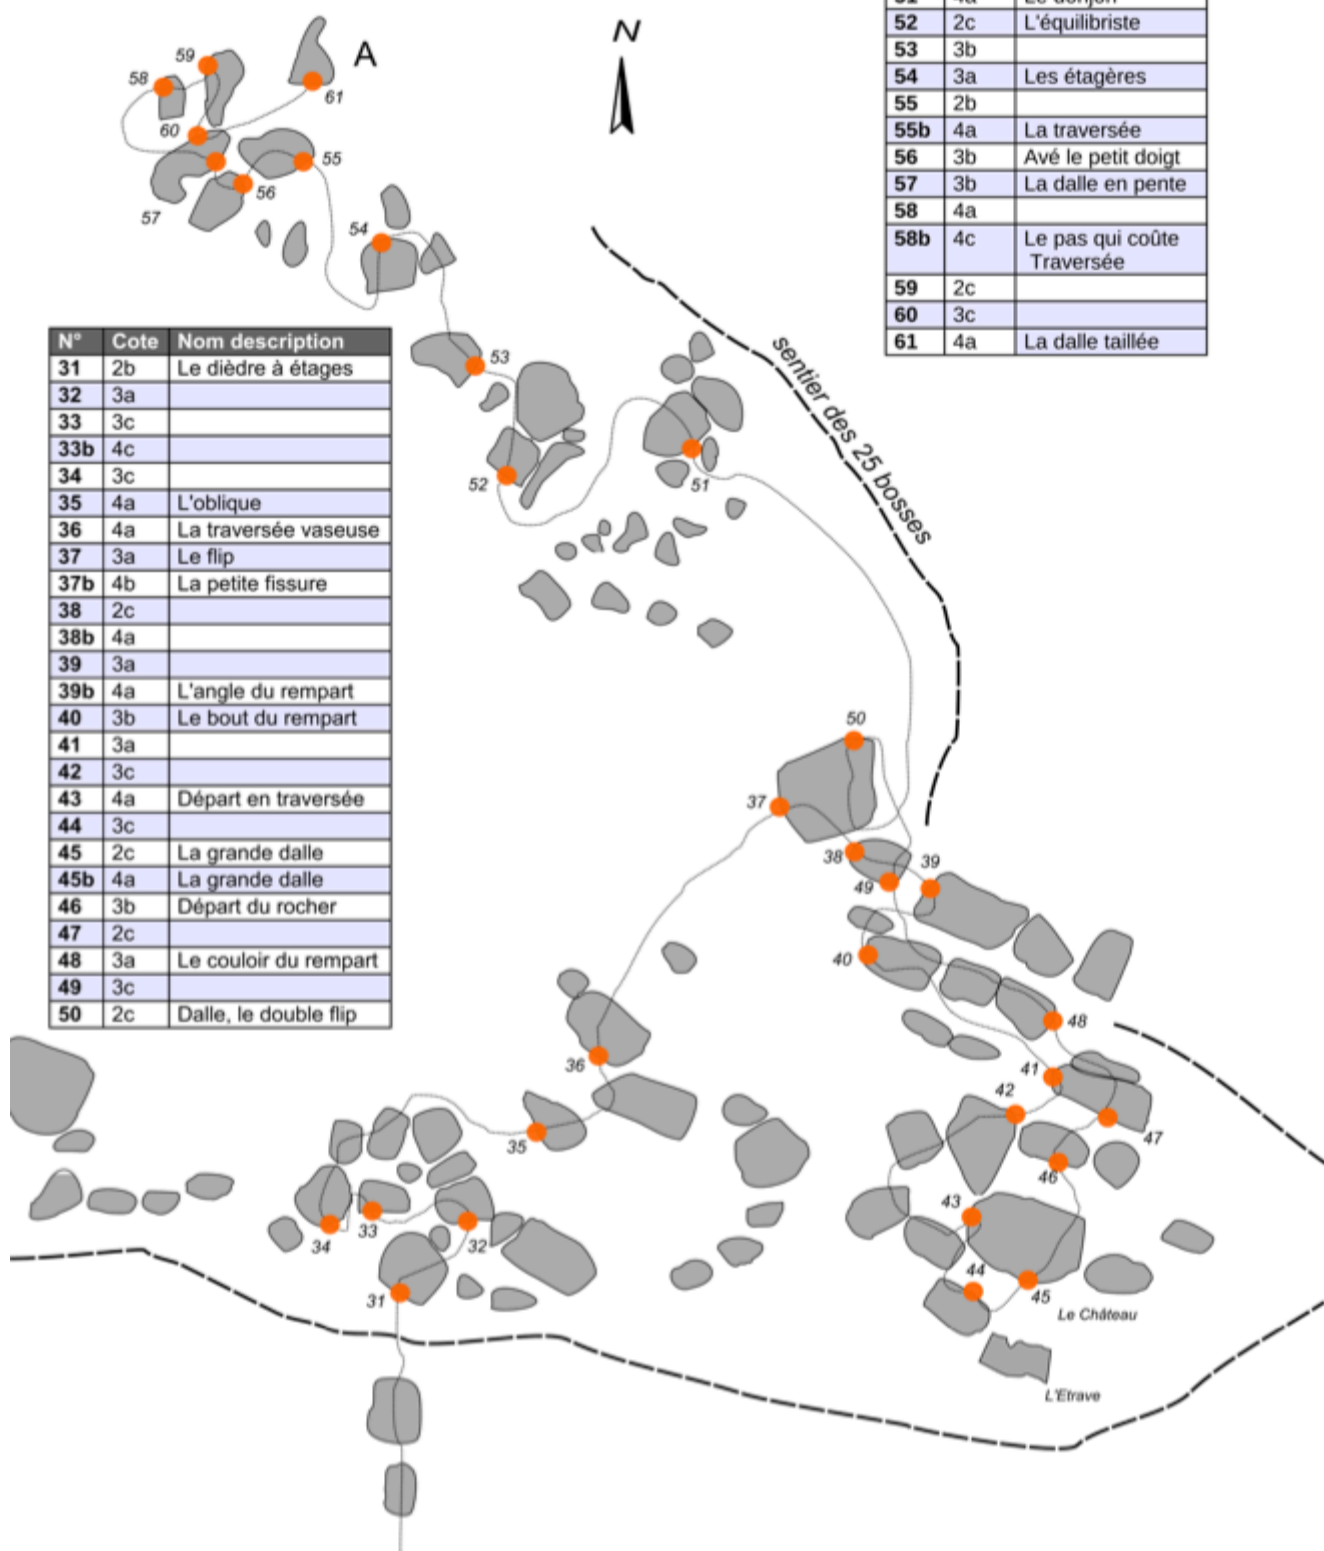 51 4a Le donjon
52 2c L'équilibriste
53 3b
54 3a Les étagères
55 2b
55b 4a La traversée
56 3b Avé le petit doigt
57 3b La dalle en pente
58 4a
58b 4c Le pas qui coûte
Traversée
59 2c
60 3c
61 4a La dalle taillée
N
A
59
58
61
60
55
56
57
54
53
52
51
sentier des 25 bosses
N° Cote Nom description
31 2b Le dièdre à étages
32 3a
33 3c
33b 4c
34 3c
35 4a L'oblique
36 4a La traversée vaseuse
37 3a Le flip
37b 4b La petite fissure
38 2c
38b 4a
39 3a
39b 4a L'angle du rempart
40 3b Le bout du rempart
41 3a
42 3c
43 4a Départ en traversée
44 3c
45 2c La grande dalle
45b 4a La grande dalle
46 3b Départ du rocher
47 2c
48 3a Le couloir du rempart
49 3c
50 2c Dalle, le double flip
50
37
38
39
49
40
48
36
41
42
47
35
46
43
33
34
32
44
31
45
Le Château
L'Etrave